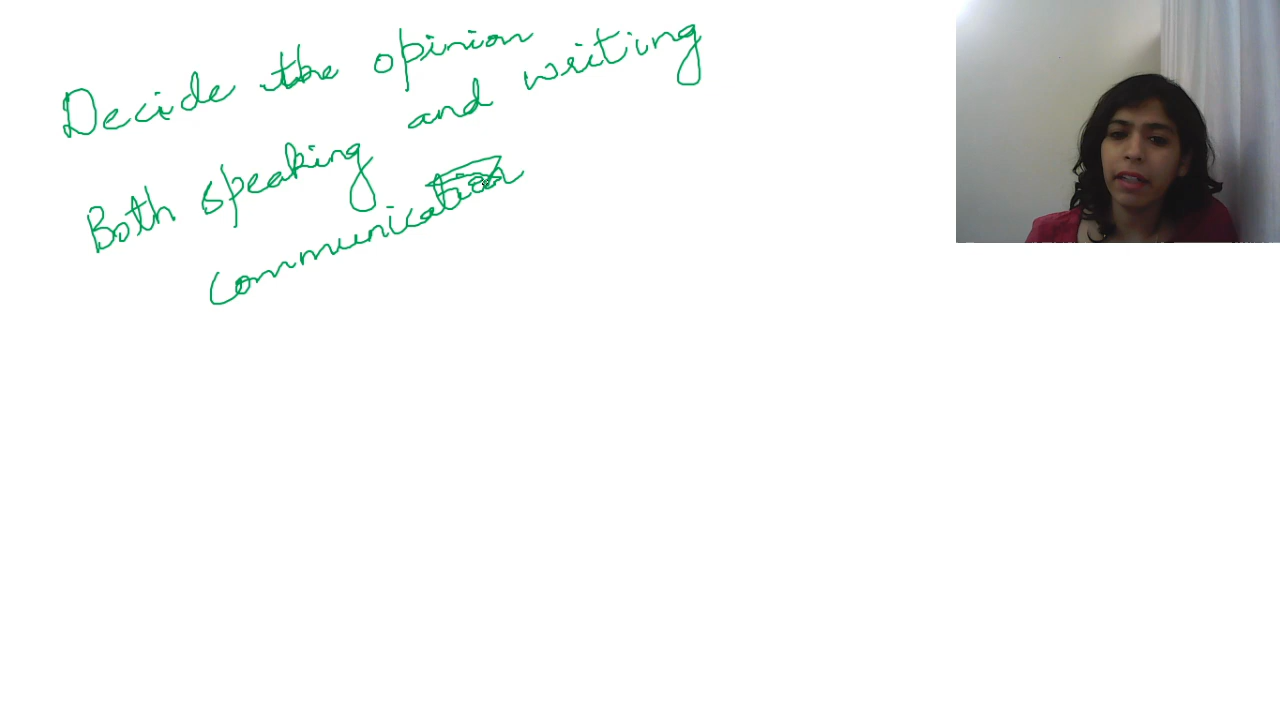 Decide the opinion
Both speaking and writing
communication